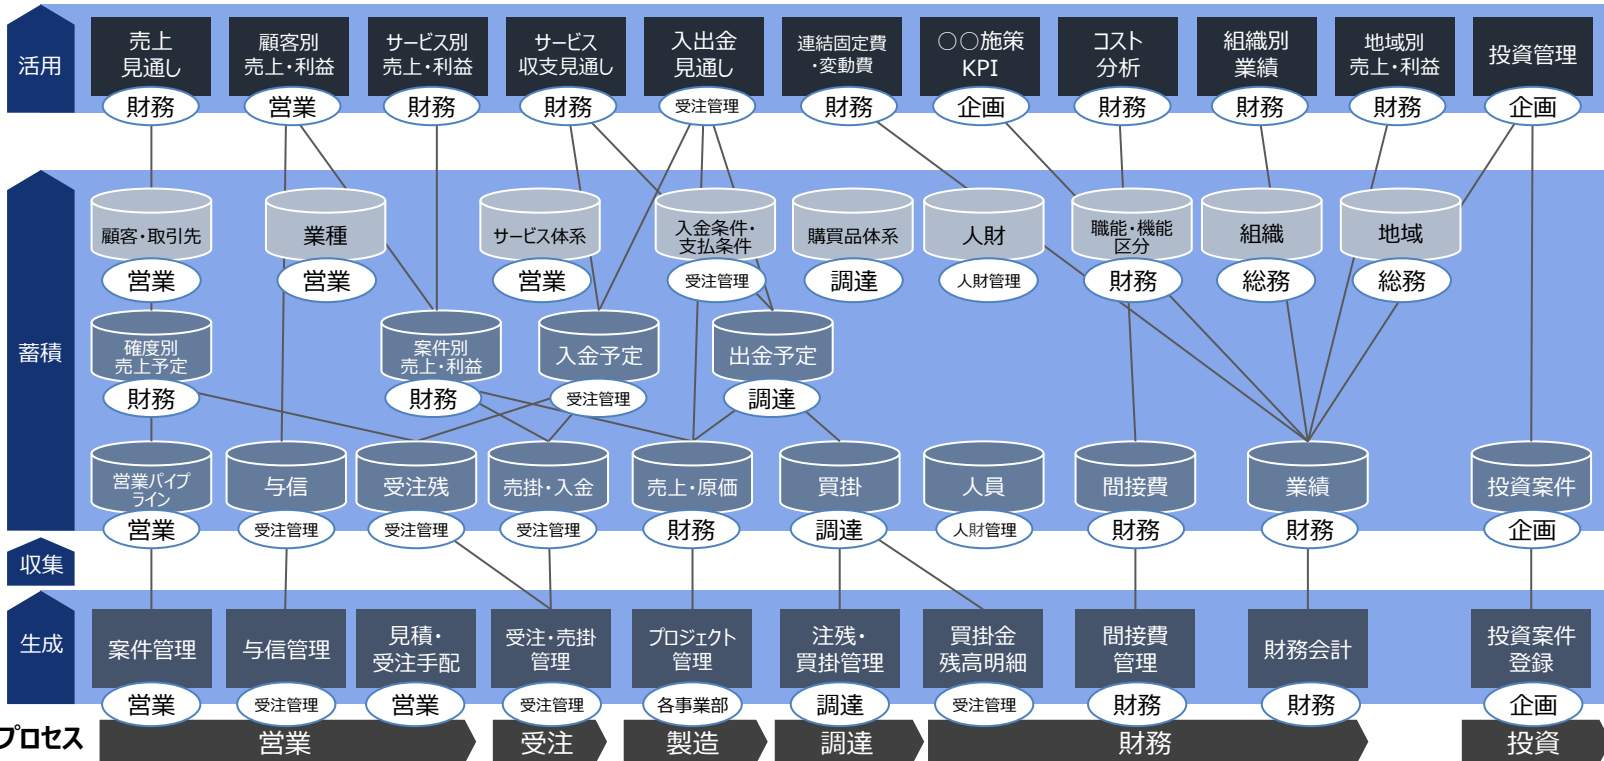 活用
売上
見通し
顧客別
売上・利益
サービス別
売上・利益
サービス
収支見通し
入出金
見通し
連結固定費
・変動費
〇〇施策
KPI
コスト
分析
組織別
業績
地域別
売上・利益
投資管理
財務
営業
財務
財務
受注管理
財務
企画
財務
財務
財務
企画
蓄積
顧客・取引先
業種
サービス体系
入金条件・
支払条件
購買品体系
人財
職能・機能
区分
組織
地域
営業
営業
営業
受注管理
調達
人財管理
財務
総務
総務
確度別
売上予定
案件別
売上・利益
入金予定
出金予定
財務
財務
受注管理
調達
営業パイプ
ライン
与信
受注残
売掛・入金
売上・原価
買掛
人員
間接費
業績
投資案件
営業
受注管理
受注管理
受注管理
財務
調達
人財管理
財務
財務
企画
収集
生成
案件管理
与信管理
見積・
受注手配
受注・売掛
管理
プロジェクト
管理
注残・
買掛管理
買掛金
残高明細
間接費
管理
財務会計
投資案件
登録
営業
受注管理
営業
受注管理
各事業部
調達
受注管理
財務
財務
企画
プロセス
営業
受注
製造
調達
財務
投資